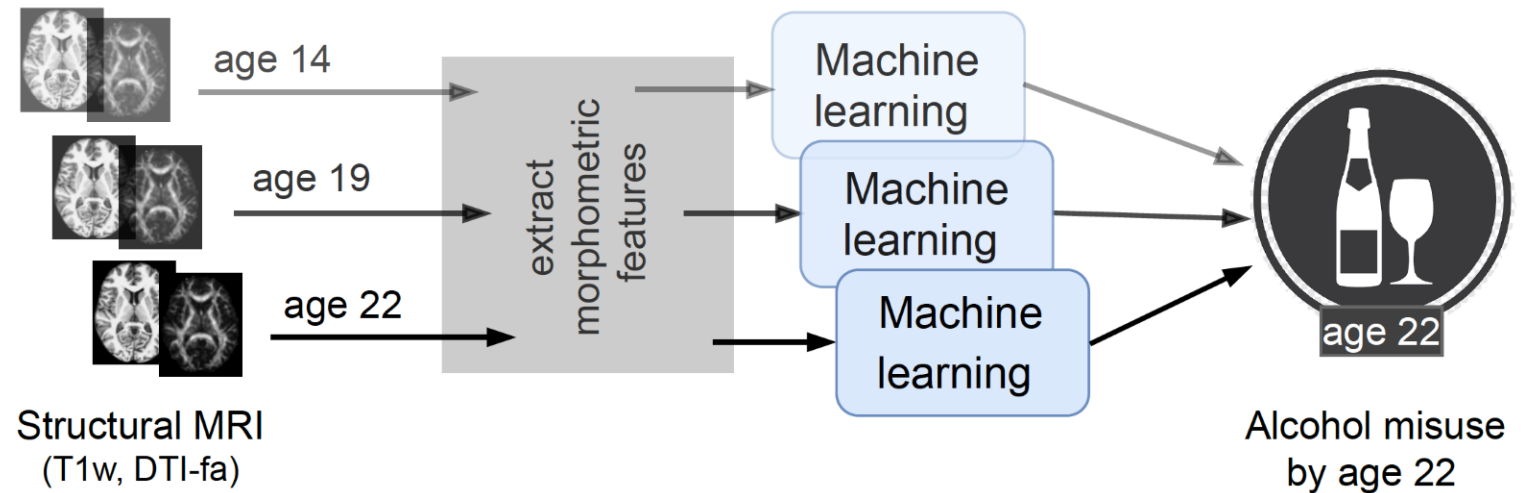 age 14
age 19
age 22
Structural MRI
(T1w, DTI-fa)
extract
morphometric
features
Machine
learning
Machine
learning
Machine
learning
age 22
Alcohol misuse
by age 22